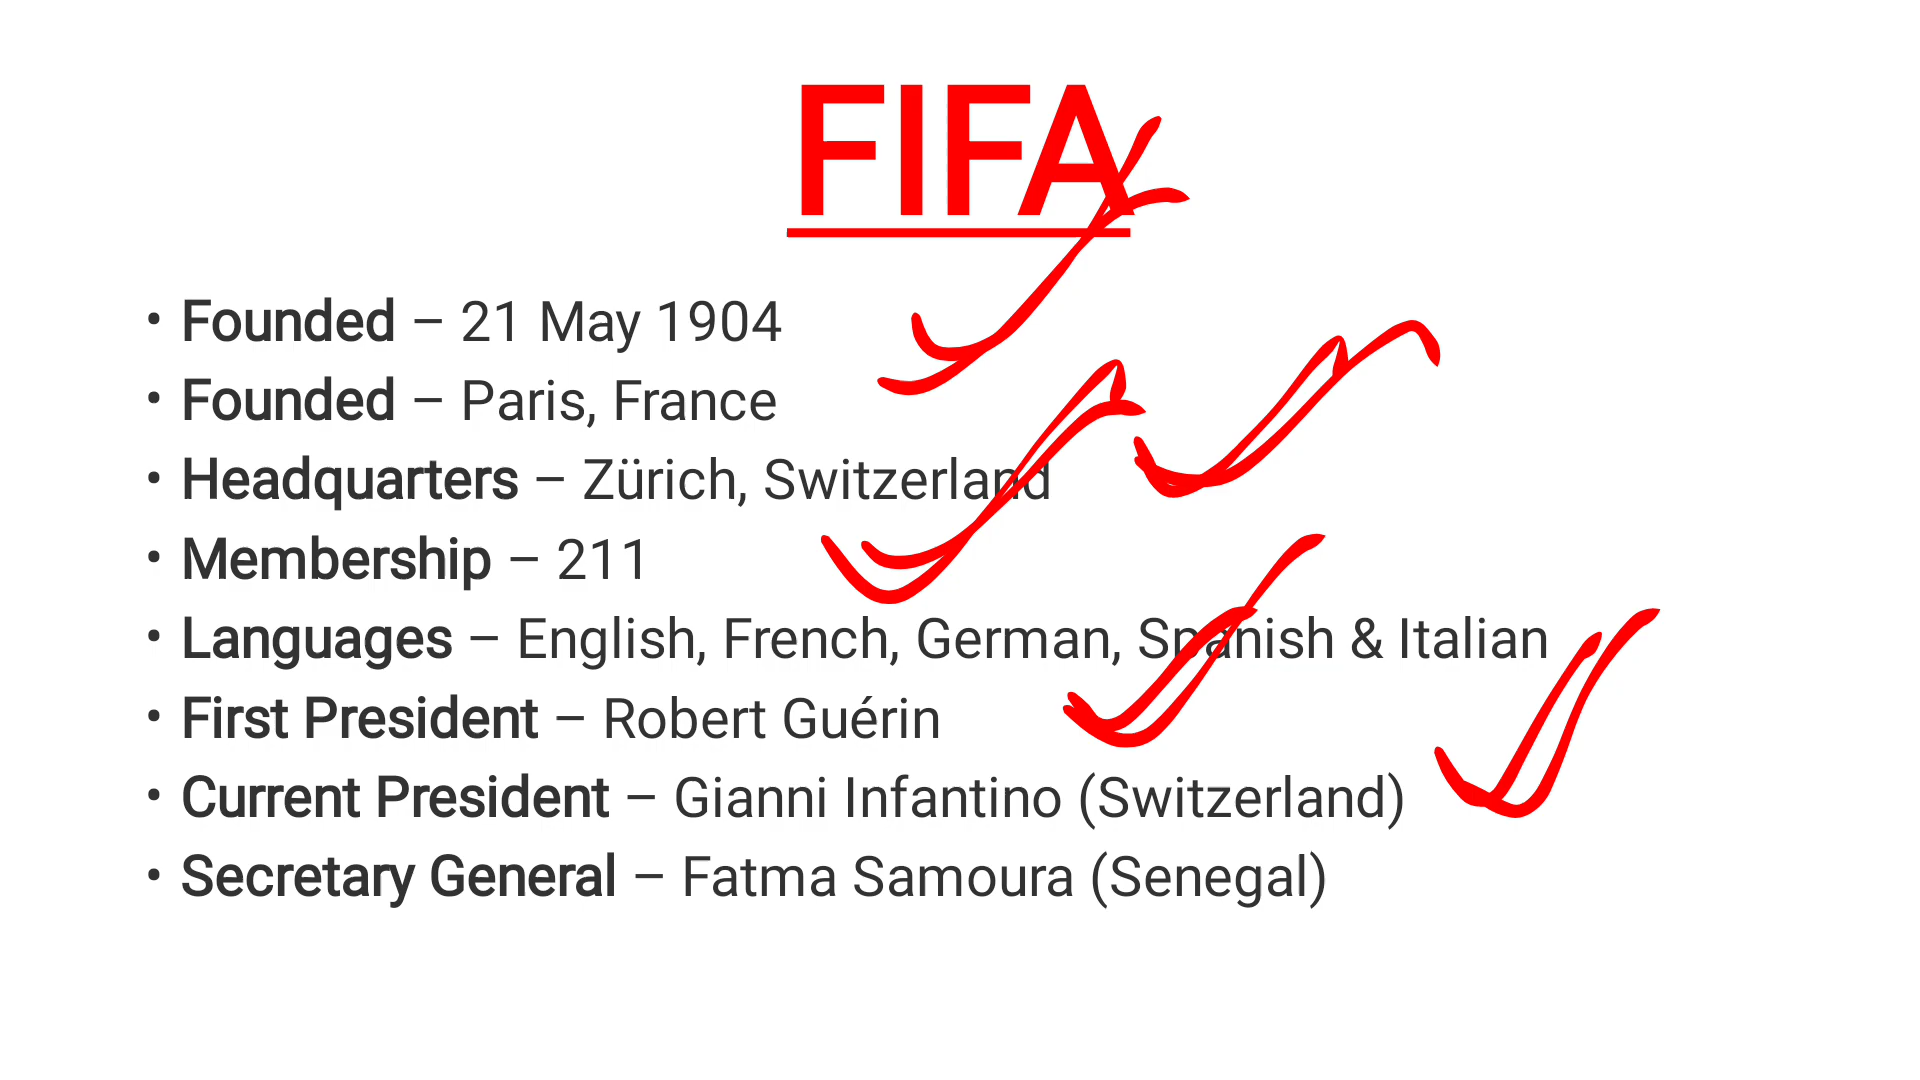 FIFA
• Founded – 21 May 1904
• Founded – Paris, France
• Headquarters – Zürich, Switzerland
• Membership – 211
• Languages – English, French, German, Spanish & Italian
• First President – Robert Guérin
• Current President – Gianni Infantino (Switzerland)
• Secretary General – Fatma Samoura (Senegal)